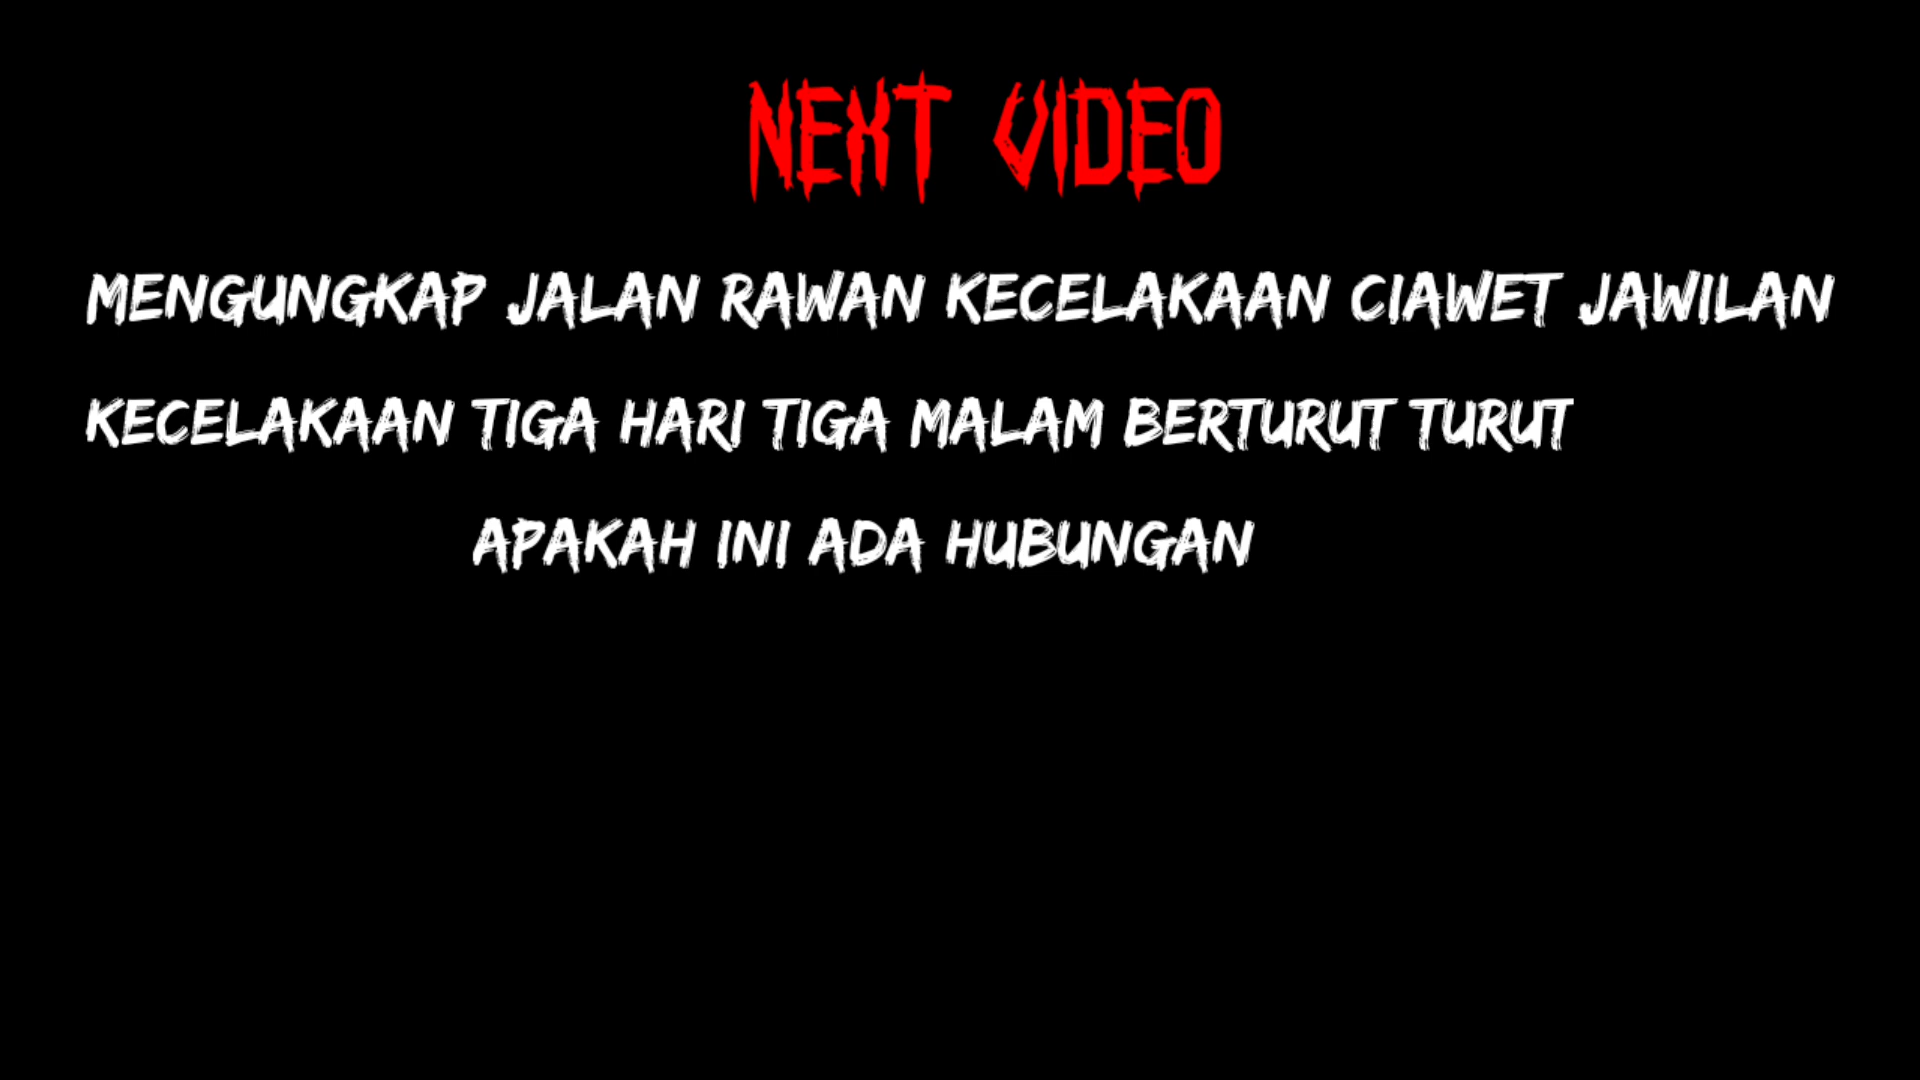 NEXT VIDEO
MENGUNGKAP JALAN RAWAN KECELAKAAN CIAWET JAWILAN
KECELAKAAN TIGA HARI TIGA MALAM BERTURUT TURUT
APAKAH INI ADA HUBUNGAN